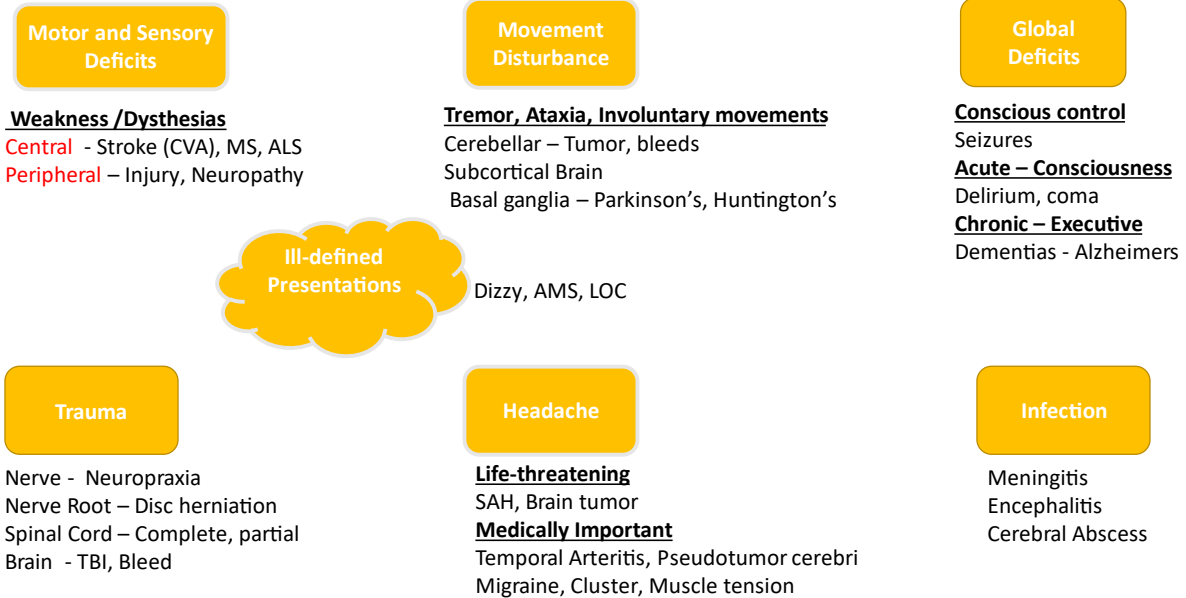 Motor and Sensory
Deficits
Weakness /Dysthesias
Central - Stroke (CVA), MS, ALS
Peripheral – Injury, Neuropathy
Movement
Disturbance
Tremor, Ataxia, Involuntary movements
Cerebellar – Tumor, bleeds
Subcortical Brain
Basal ganglia – Parkinson’s, Huntington’s
Global
Deficits
Conscious control
Seizures
Acute – Consciousness
Delirium, coma
Chronic – Executive
Dementias - Alzheimers
Ill-defined
Presentations
Dizzy, AMS, LOC
Trauma
Nerve - Neuropraxia
Nerve Root – Disc herniation
Spinal Cord – Complete, partial
Brain - TBI, Bleed
Headache
Life-threatening
SAH, Brain tumor
Medically Important
Temporal Arteritis, Pseudotumor cerebri
Migraine, Cluster, Muscle tension
Infection
Meningitis
Encephalitis
Cerebral Abscess